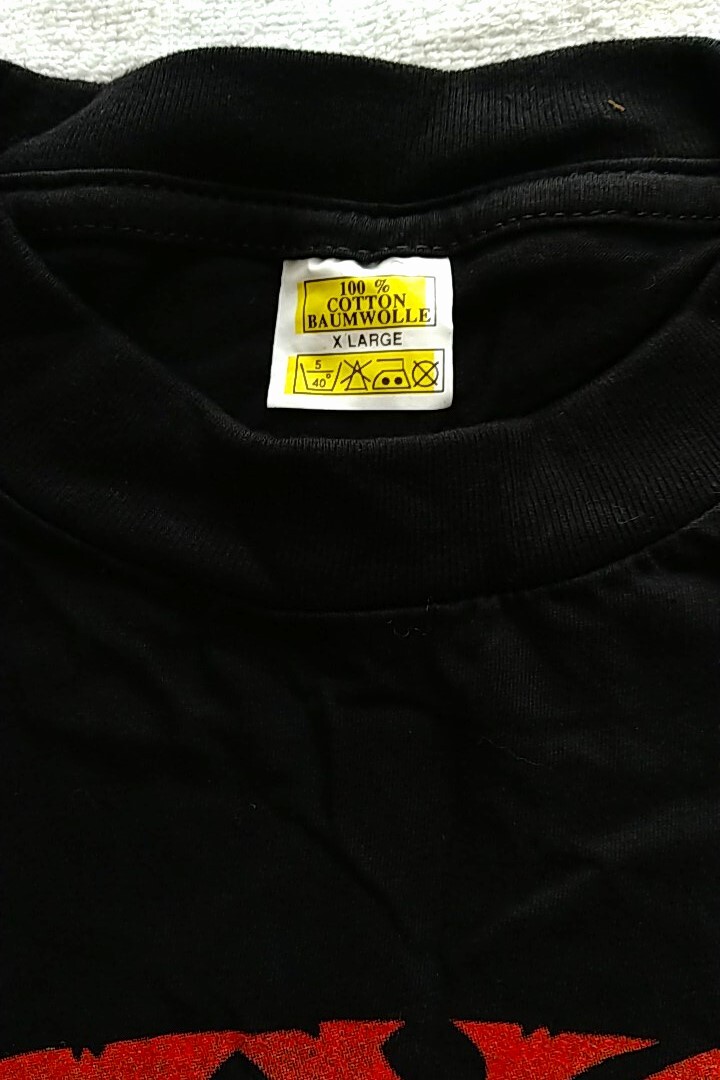 100 %
COTTON
BAUMWOLLE
X LARGE
5
40°